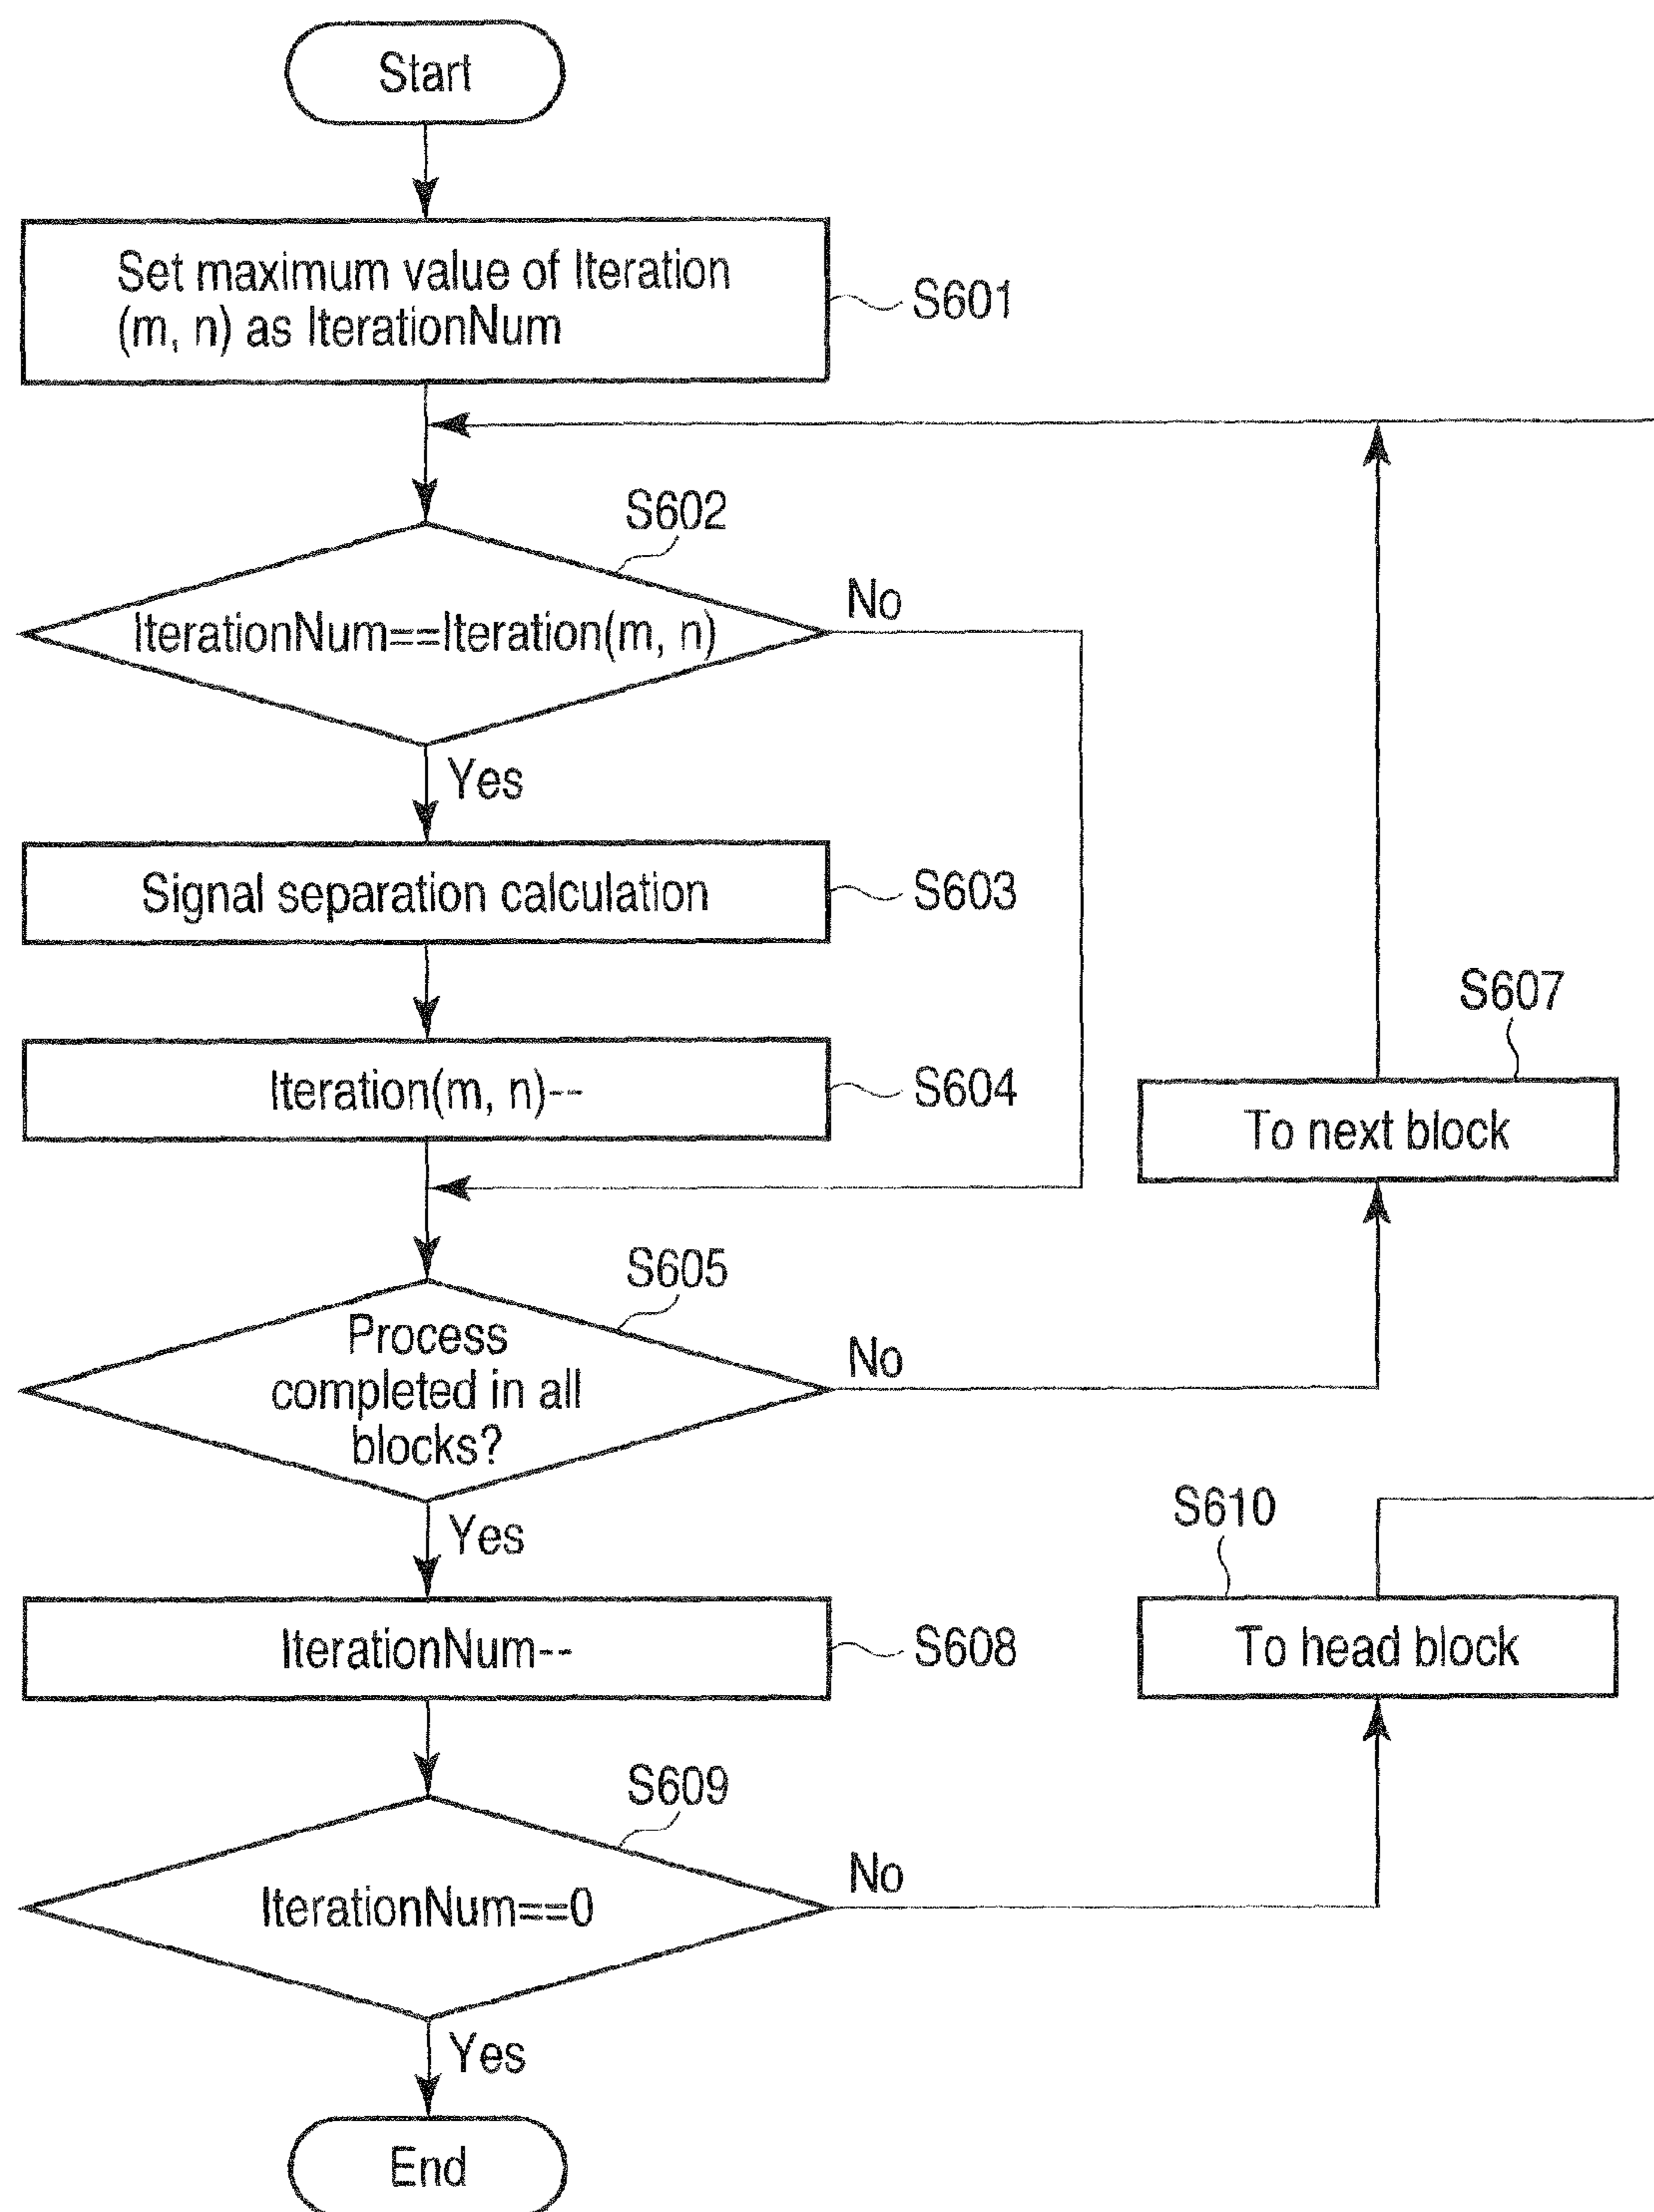 Start
Set maximum value of Iteration
(m, n) as IterationNum
S601
S602
IterationNum==Iteration(m, n)
No
Yes
Signal separation calculation
S603
S607
Iteration(m, n)--
S604
To next block
S605
Process
completed in all
blocks?
No
Yes
S610
IterationNum--
S608
To head block
S609
IterationNum==0
No
Yes
End